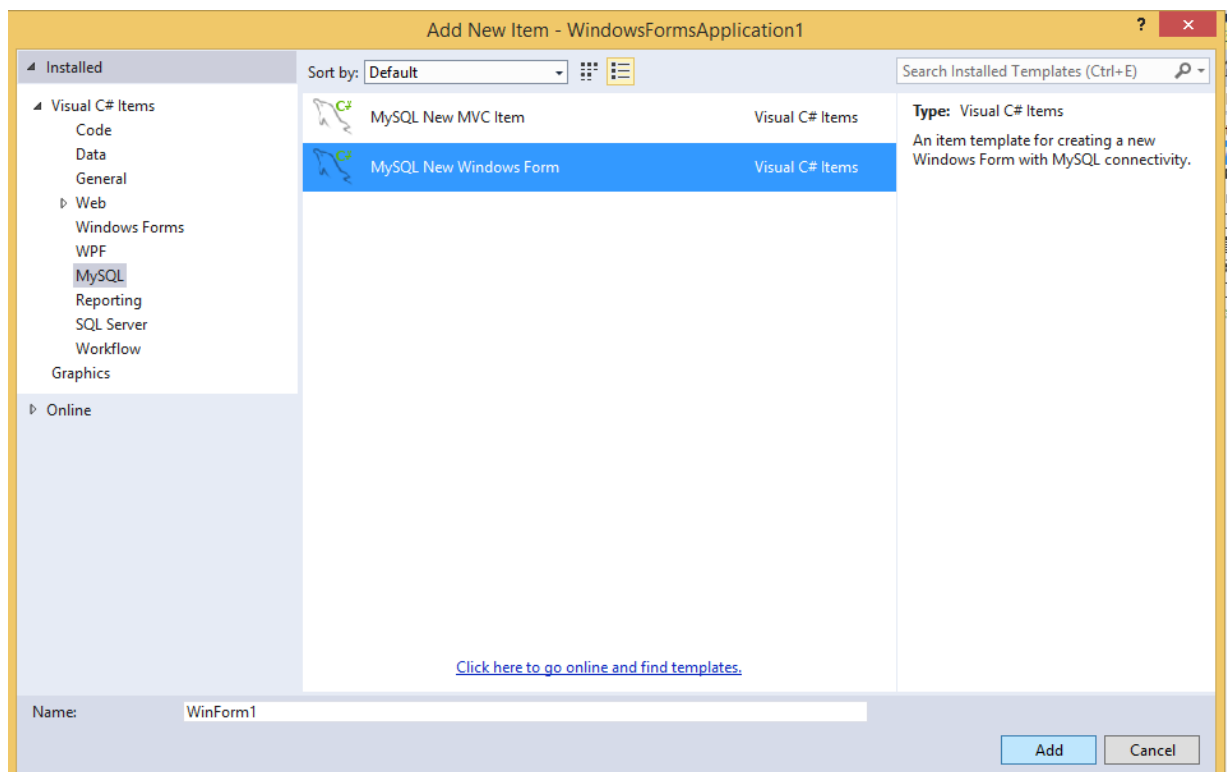 Add New Item - WindowsFormsApplication1
?
Installed
Sort by: Default
Search Installed Templates (Ctrl+E)
Visual C# Items
Code
Data
General
Web
Windows Forms
WPF
MySQL
Reporting
SQL Server
Workflow
Graphics
Online
C# MySQL New MVC Item Visual C# Items
C# MySQL New Windows Form Visual C# Items
Type: Visual C# Items
An item template for creating a new
Windows Form with MySQL connectivity.
Click here to go online and find templates.
Name: WinForm1
Add Cancel